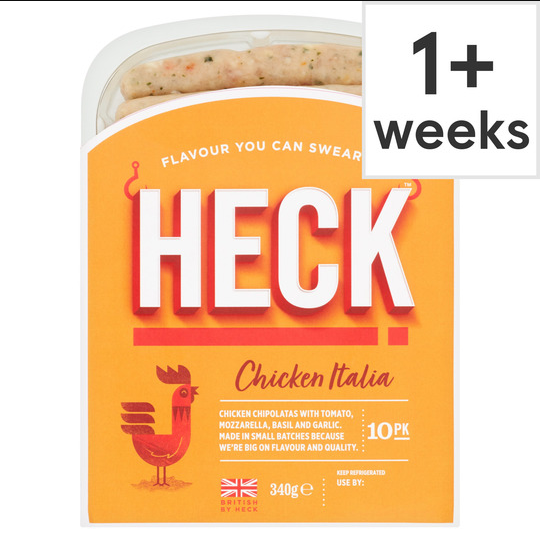 1+
weeks
FLAVOUR YOU CAN SWEAR
HECK
TM
Chicken Italia
CHICKEN CHIPOLATAS WITH TOMATO,
MOZZARELLA, BASIL AND GARLIC.
MADE IN SMALL BATCHES BECAUSE
WE'RE BIG ON FLAVOUR AND QUALITY.
10PK
BRITISH
BY HECK
340g ℮
KEEP REFRIGERATED
USE BY: